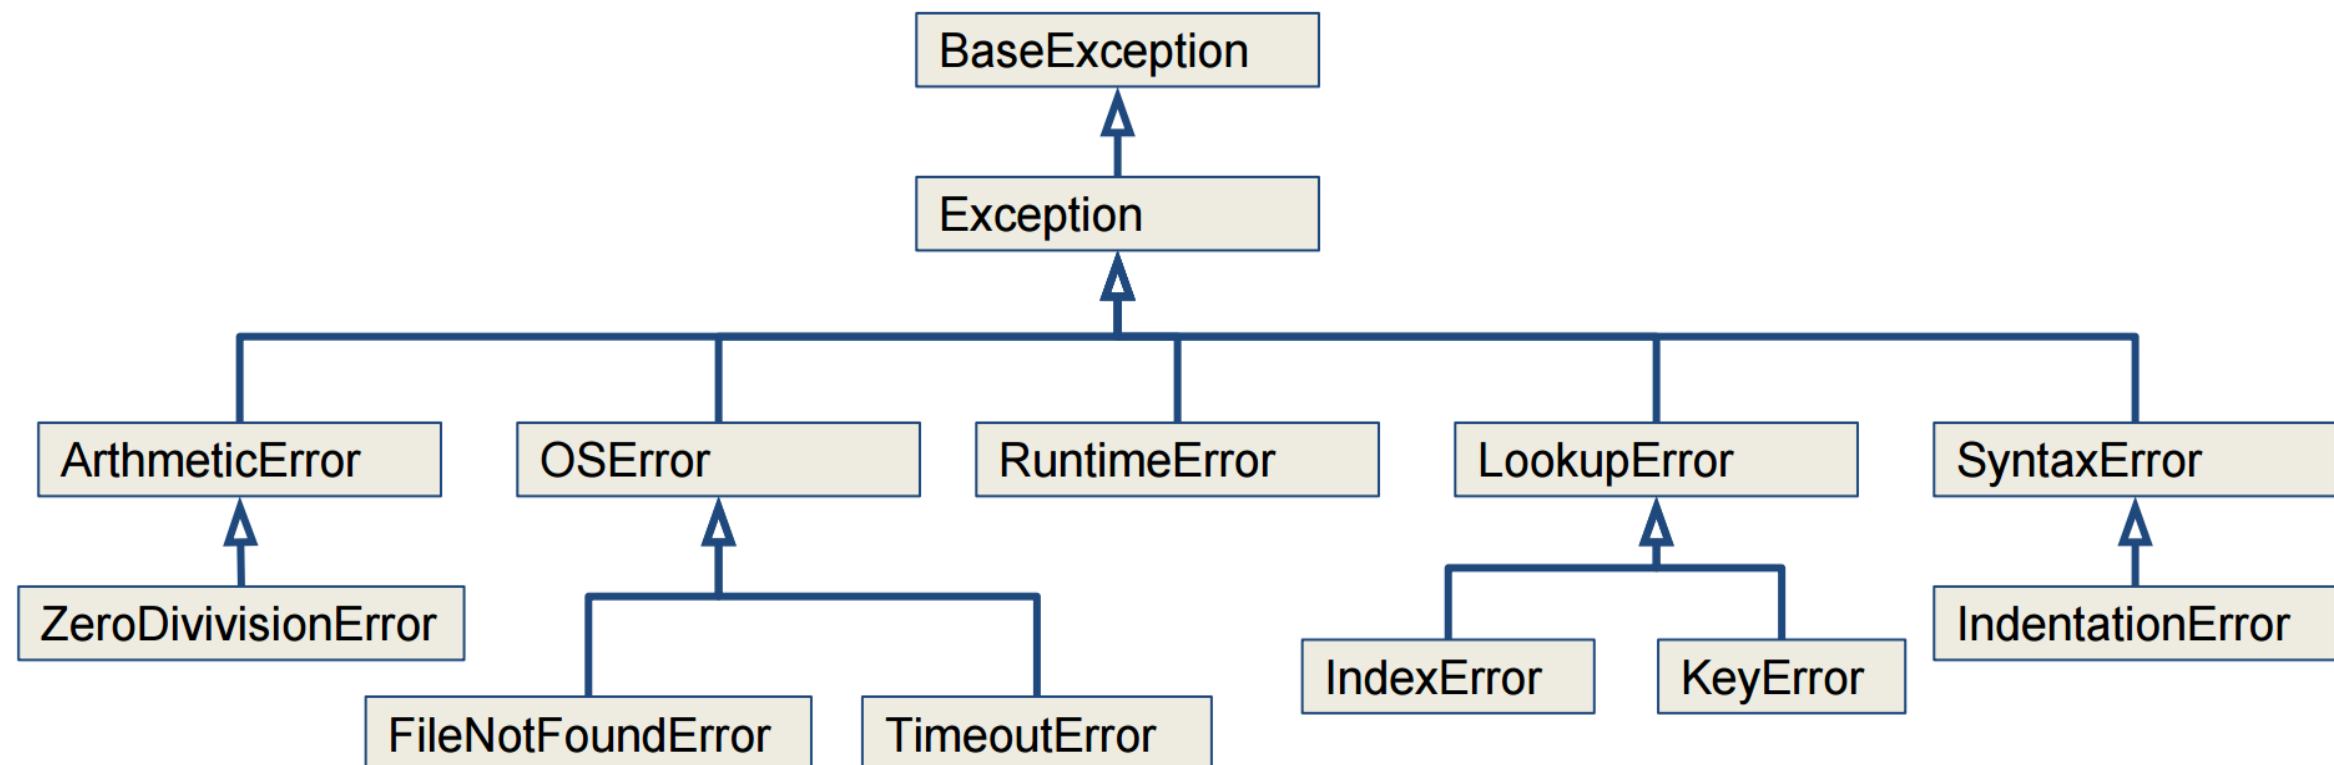 BaseException
Exception
ArthmeticError
OSError
RuntimeError
LookupError
SyntaxError
ZeroDivivisionError
IndentationError
IndexError
KeyError
FileNotFoundError
TimeoutError